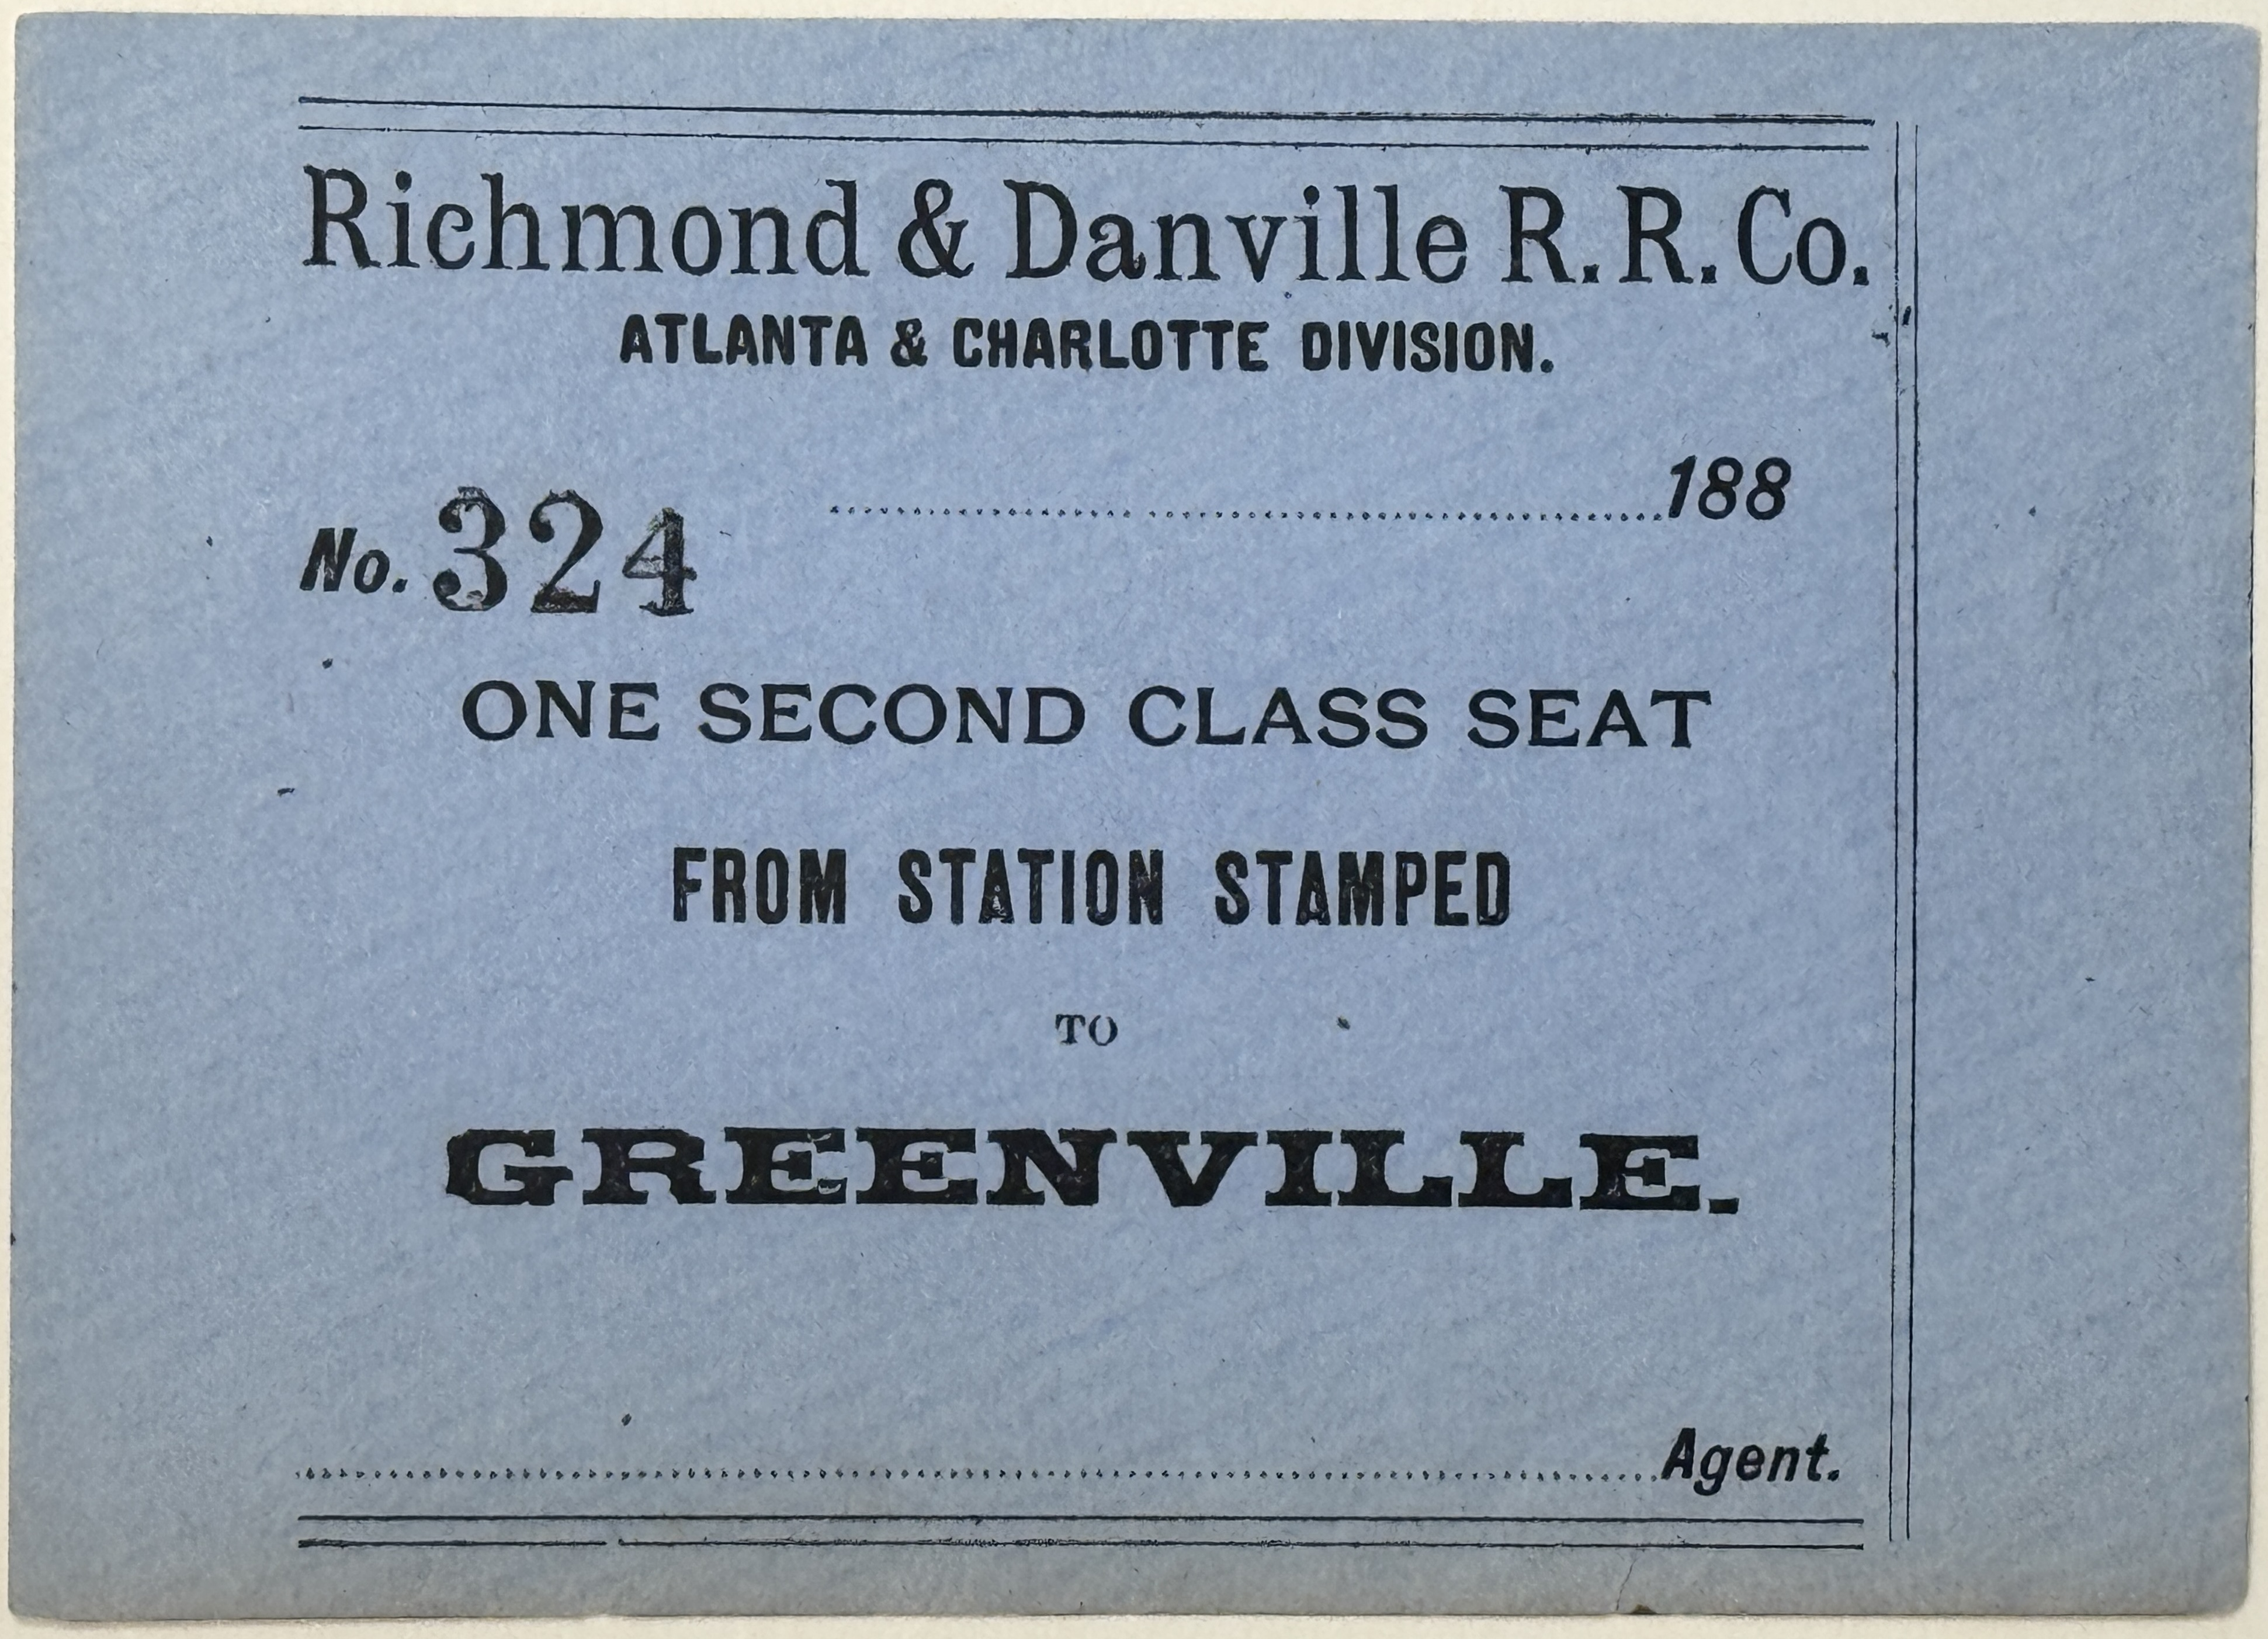 Richmond & Danville R. R. Co.
ATLANTA & CHARLOTTE DIVISION.
........................................188
No. 324
ONE SECOND CLASS SEAT
FROM STATION STAMPED
TO
GREENVILLE.
........................................Agent.